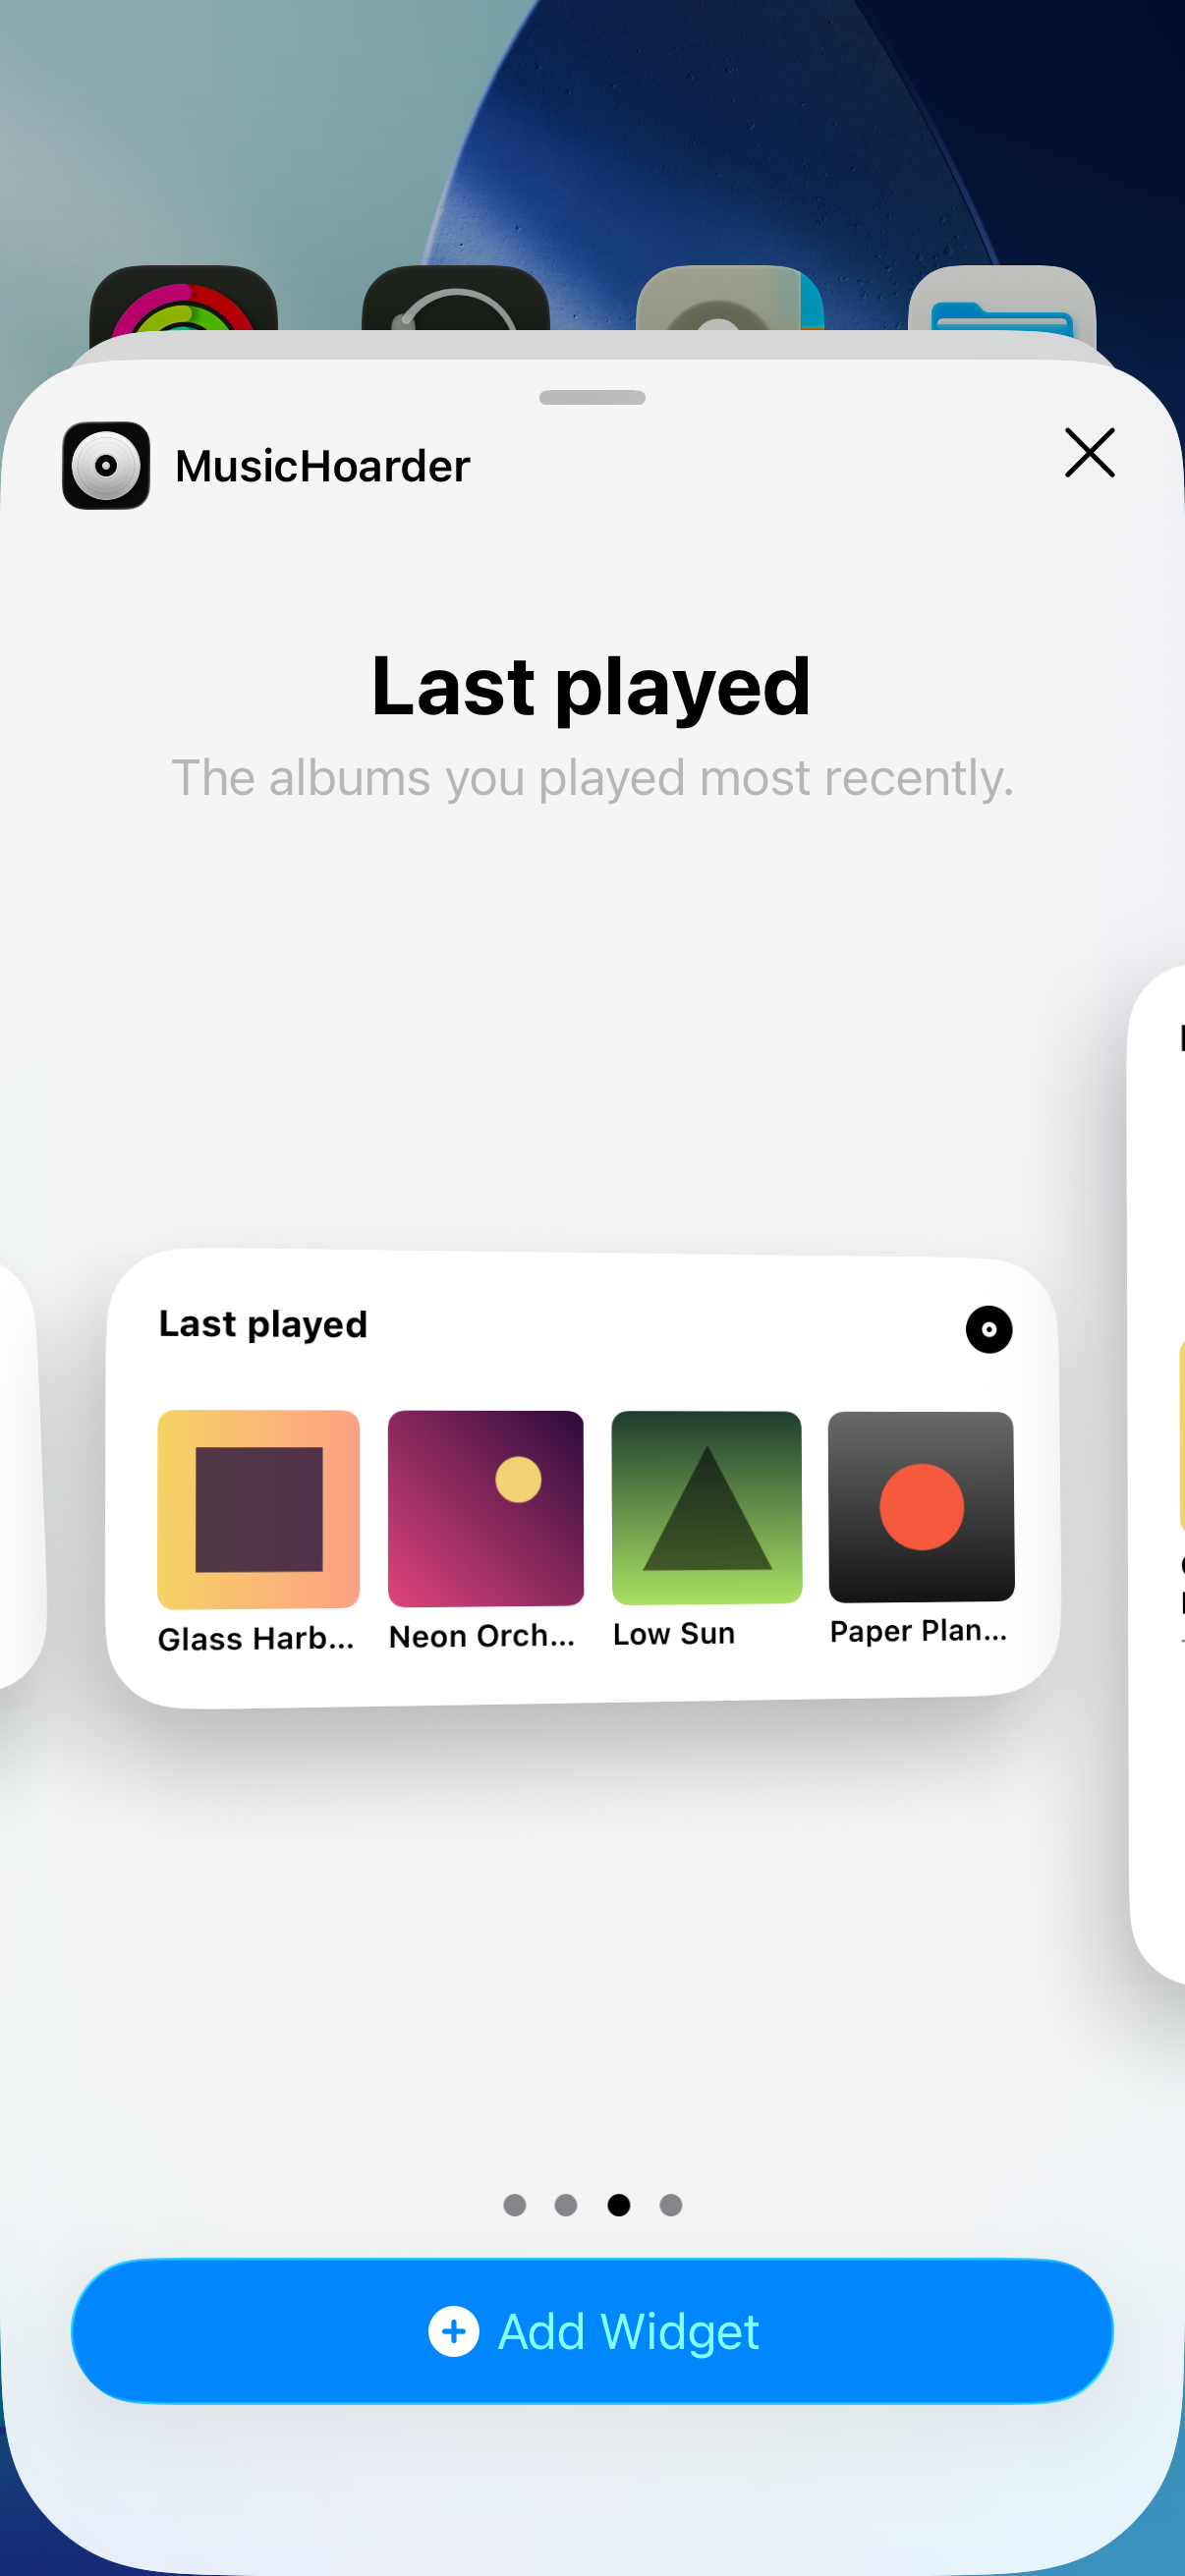 MusicHoarder
Last played
The albums you played most recently.
Last played
Glass Harb...
Neon Orch...
Low Sun
Paper Plan...
Add Widget